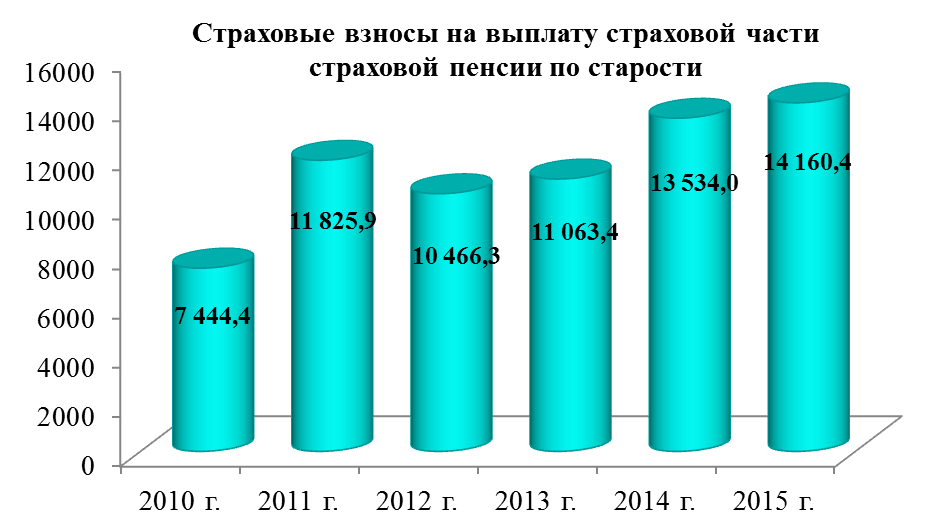 Страховые взносы на выплату страховой части
страховой пенсии по старости
16000
14000
12000
10000
8000
6000
4000
2000
0
7 444,4
11 825,9
10 466,3
11 063,4
13 534,0
14 160,4
2010 г.
2011 г.
2012 г.
2013 г.
2014 г.
2015 г.